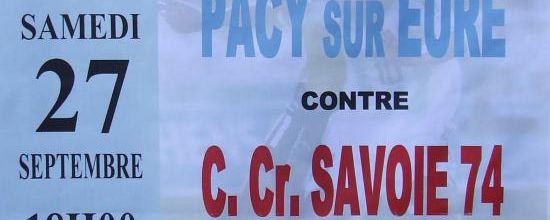 SAMEDI
27
SEPTEMBRE
PACY SUR EURE
CONTRE
C. Cr. SAVOIE 74